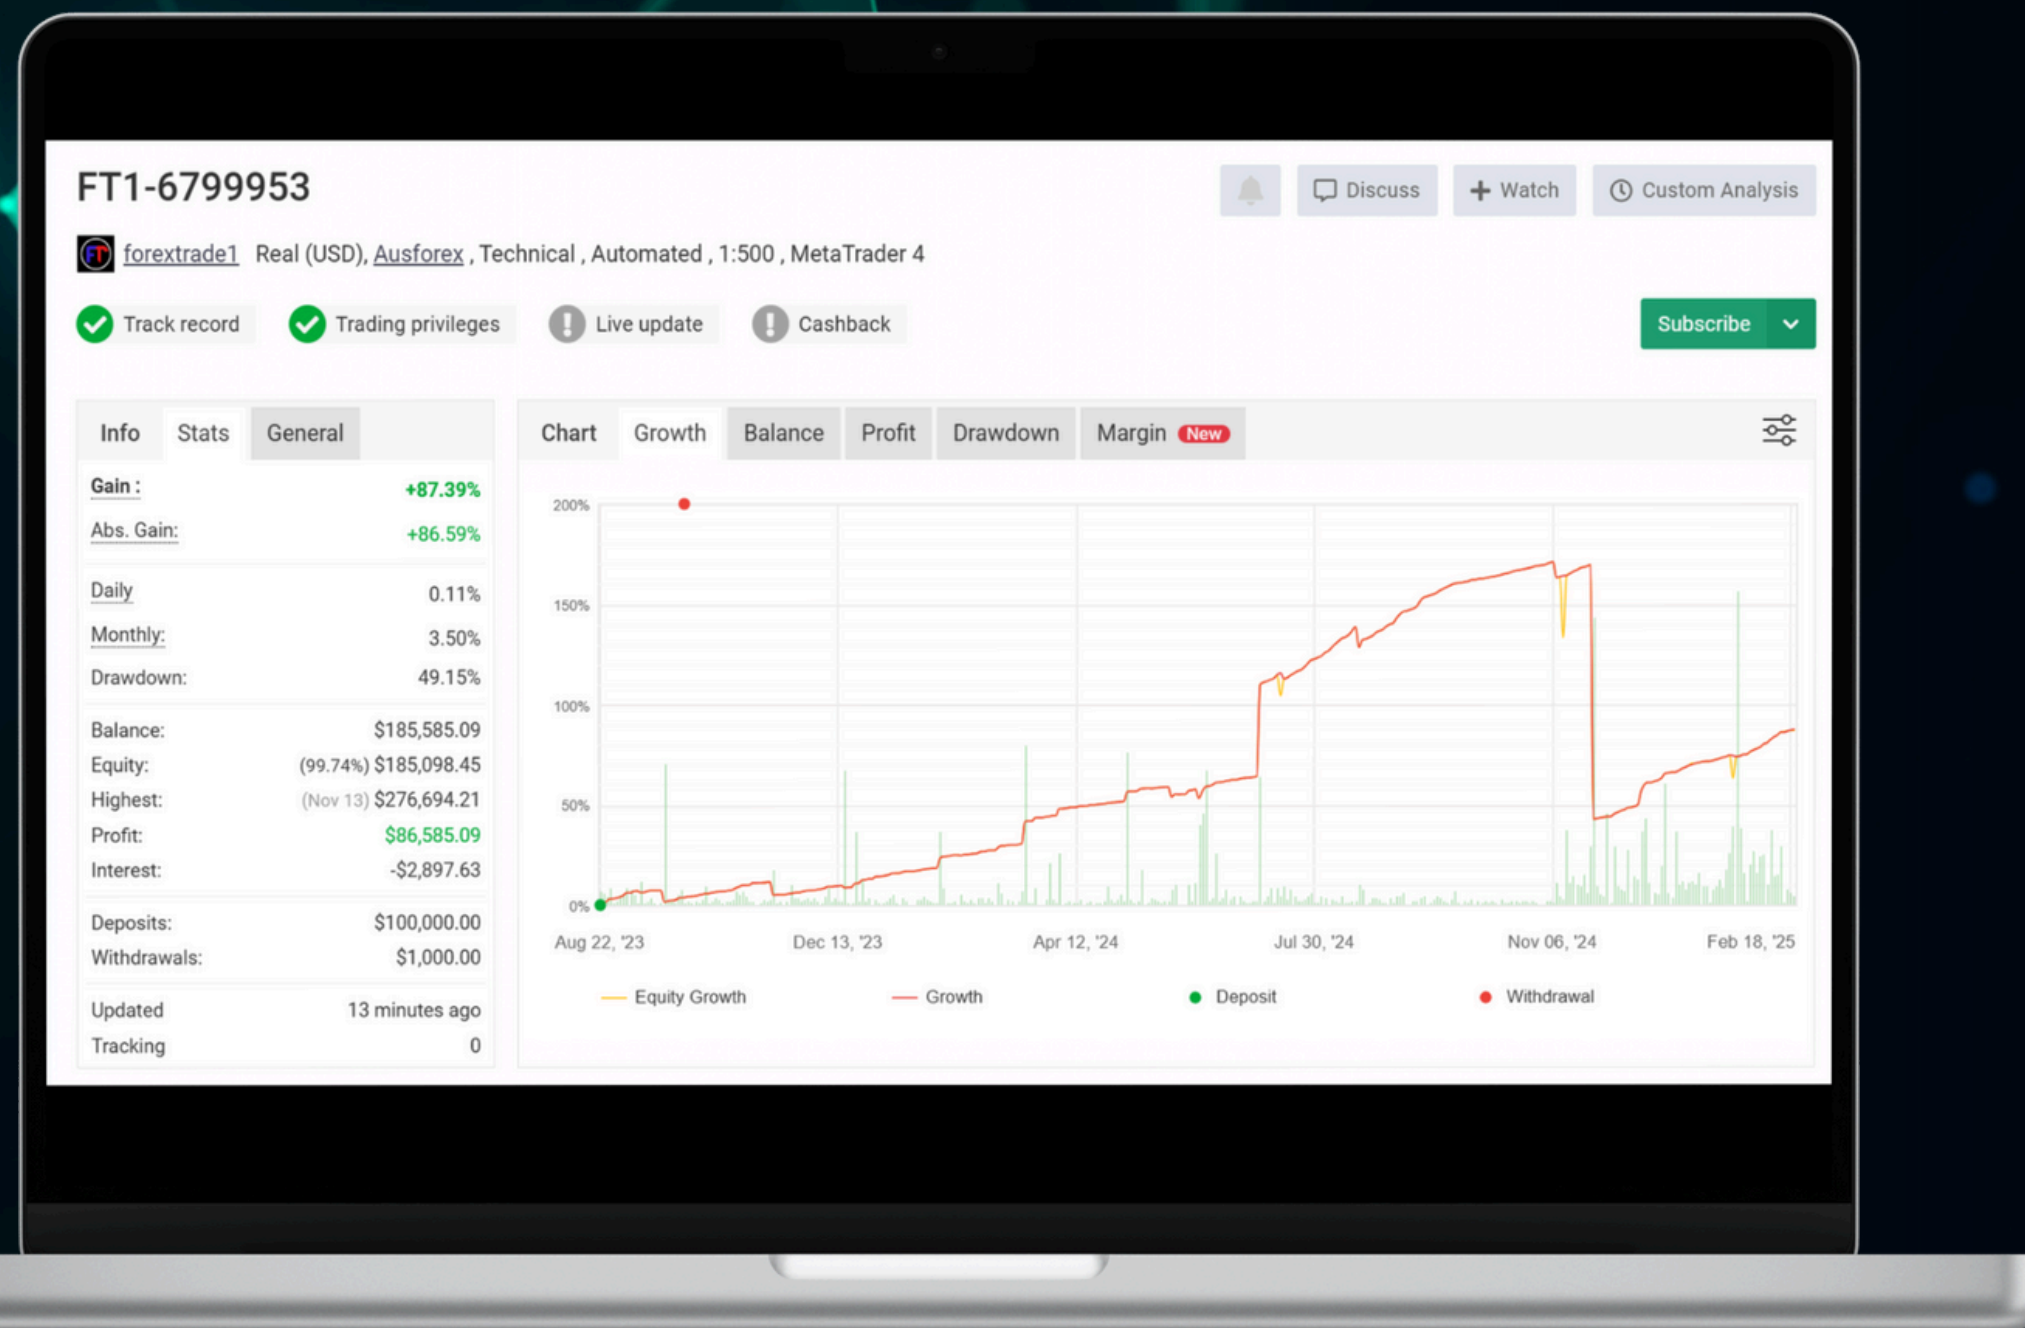 FT1-6799953
Discuss
Watch
Custom Analysis
FT forextrade1 Real (USD), Ausforex , Technical , Automated , 1:500 , MetaTrader 4
Track record
Trading privileges
Live update
Cashback
Subscribe
Info Stats General
Gain : +87.39%
Abs. Gain: +86.59%
Daily 0.11%
Monthly: 3.50%
Drawdown: 49.15%
Balance: $185,585.09
Equity: (99.74%) $185,098.45
Highest: (Nov 13) $276,694.21
Profit: $86,585.09
Interest: -$2,897.63
Deposits: $100,000.00
Withdrawals: $1,000.00
Updated 13 minutes ago
Tracking 0
Chart Growth Balance Profit Drawdown Margin New
200%
150%
100%
50%
0%
Aug 22, '23 Dec 13, '23 Apr 12, '24 Jul 30, '24 Nov 06, '24 Feb 18, '25
Equity Growth Growth Deposit Withdrawal